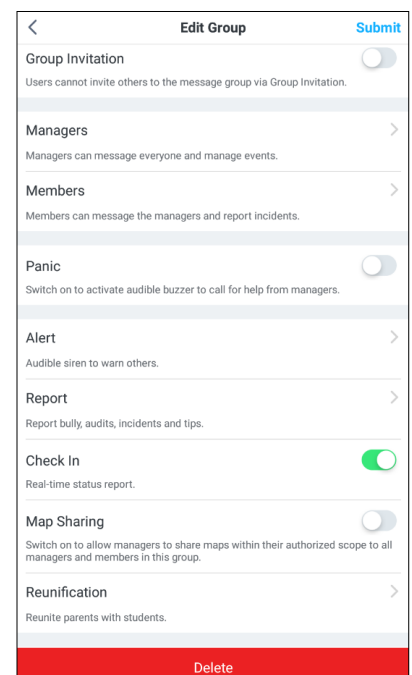 Edit Group
Submit
Group Invitation
Users cannot invite others to the message group via Group Invitation.
Managers
Managers can message everyone and manage events.
Members
Members can message the managers and report incidents.
Panic
Switch on to activate audible buzzer to call for help from managers.
Alert
Audible siren to warn others.
Report
Report bully, audits, incidents and tips.
Check In
Real-time status report.
Map Sharing
Switch on to allow managers to share maps within their authorized scope to all
managers and members in this group.
Reunification
Reunite parents with students.
Delete